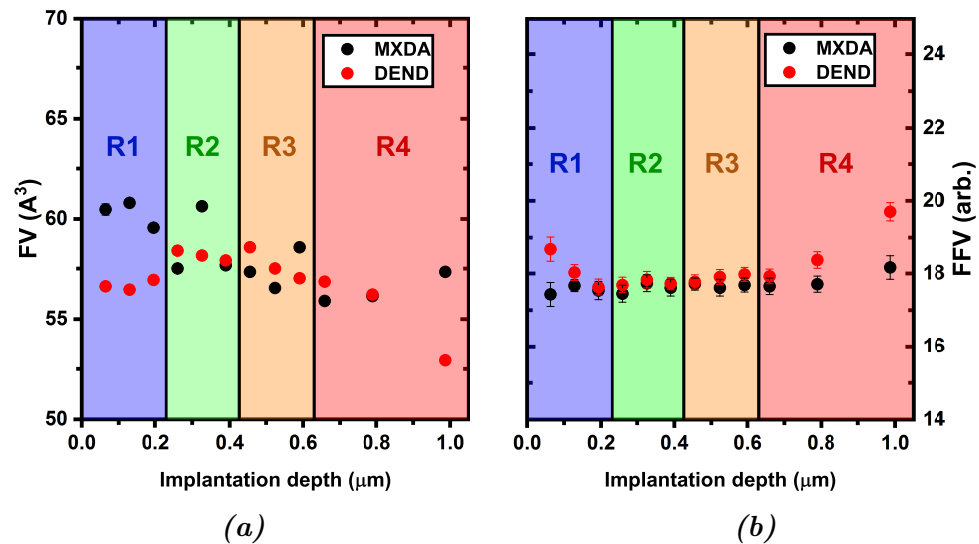 70
65
60
55
50
FV (A³)
MXDA
DEND
R1
R2
R3
R4
0.0
0.2
0.4
0.6
0.8
1.0
Implantation depth (μm)
(a)
MXDA
DEND
R1
R2
R3
R4
24
22
20
18
16
14
FFV (arb.)
0.0
0.2
0.4
0.6
0.8
1.0
Implantation depth (μm)
(b)